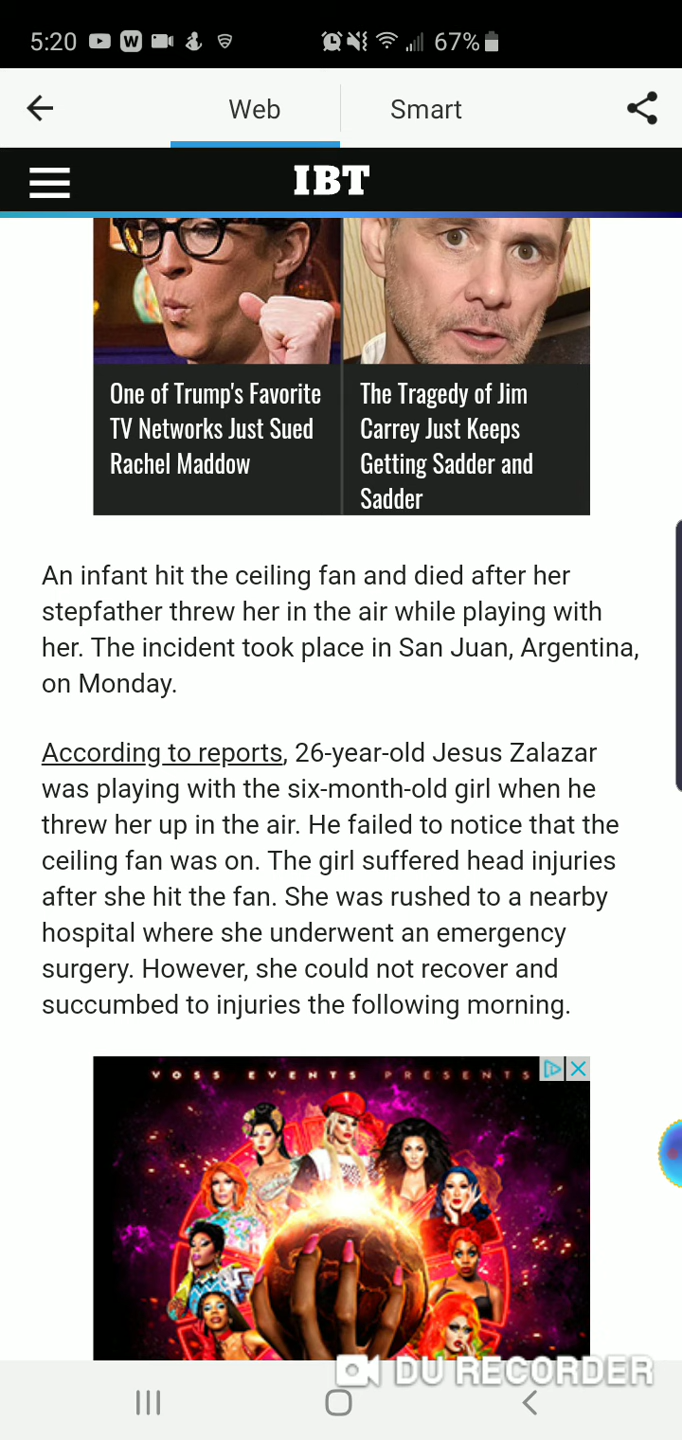 5:20 W 67%
Web Smart
IBT
One of Trump's Favorite
TV Networks Just Sued
Rachel Maddow
The Tragedy of Jim
Carrey Just Keeps
Getting Sadder and
Sadder
An infant hit the ceiling fan and died after her
stepfather threw her in the air while playing with
her. The incident took place in San Juan, Argentina,
on Monday.
According to reports, 26-year-old Jesus Zalazar
was playing with the six-month-old girl when he
threw her up in the air. He failed to notice that the
ceiling fan was on. The girl suffered head injuries
after she hit the fan. She was rushed to a nearby
hospital where she underwent an emergency
surgery. However, she could not recover and
succumbed to injuries the following morning.
VOSS EVENTS PRESENTS
DU RECORDER